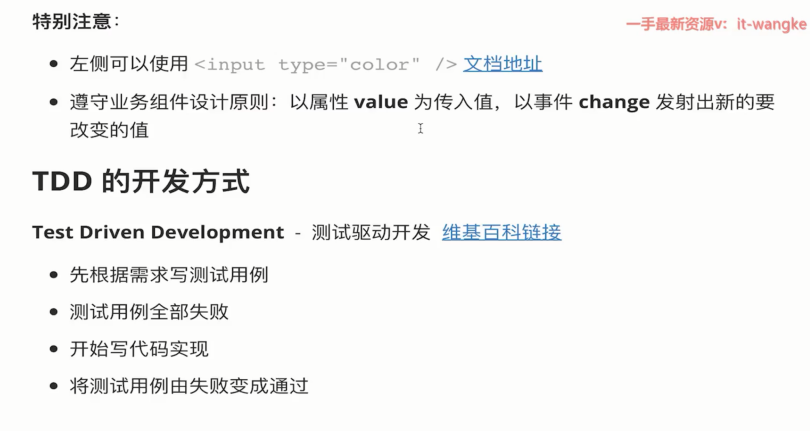 特别注意：
一手最新资源v：it-wangke
左侧可以使用 <input type="color" /> 文档地址
遵守业务组件设计原则：以属性 value 为传入值，以事件 change 发射出新的要
改变的值
TDD 的开发方式
Test Driven Development - 测试驱动开发 维基百科链接
先根据需求写测试用例
测试用例全部失败
开始写代码实现
将测试用例由失败变成通过